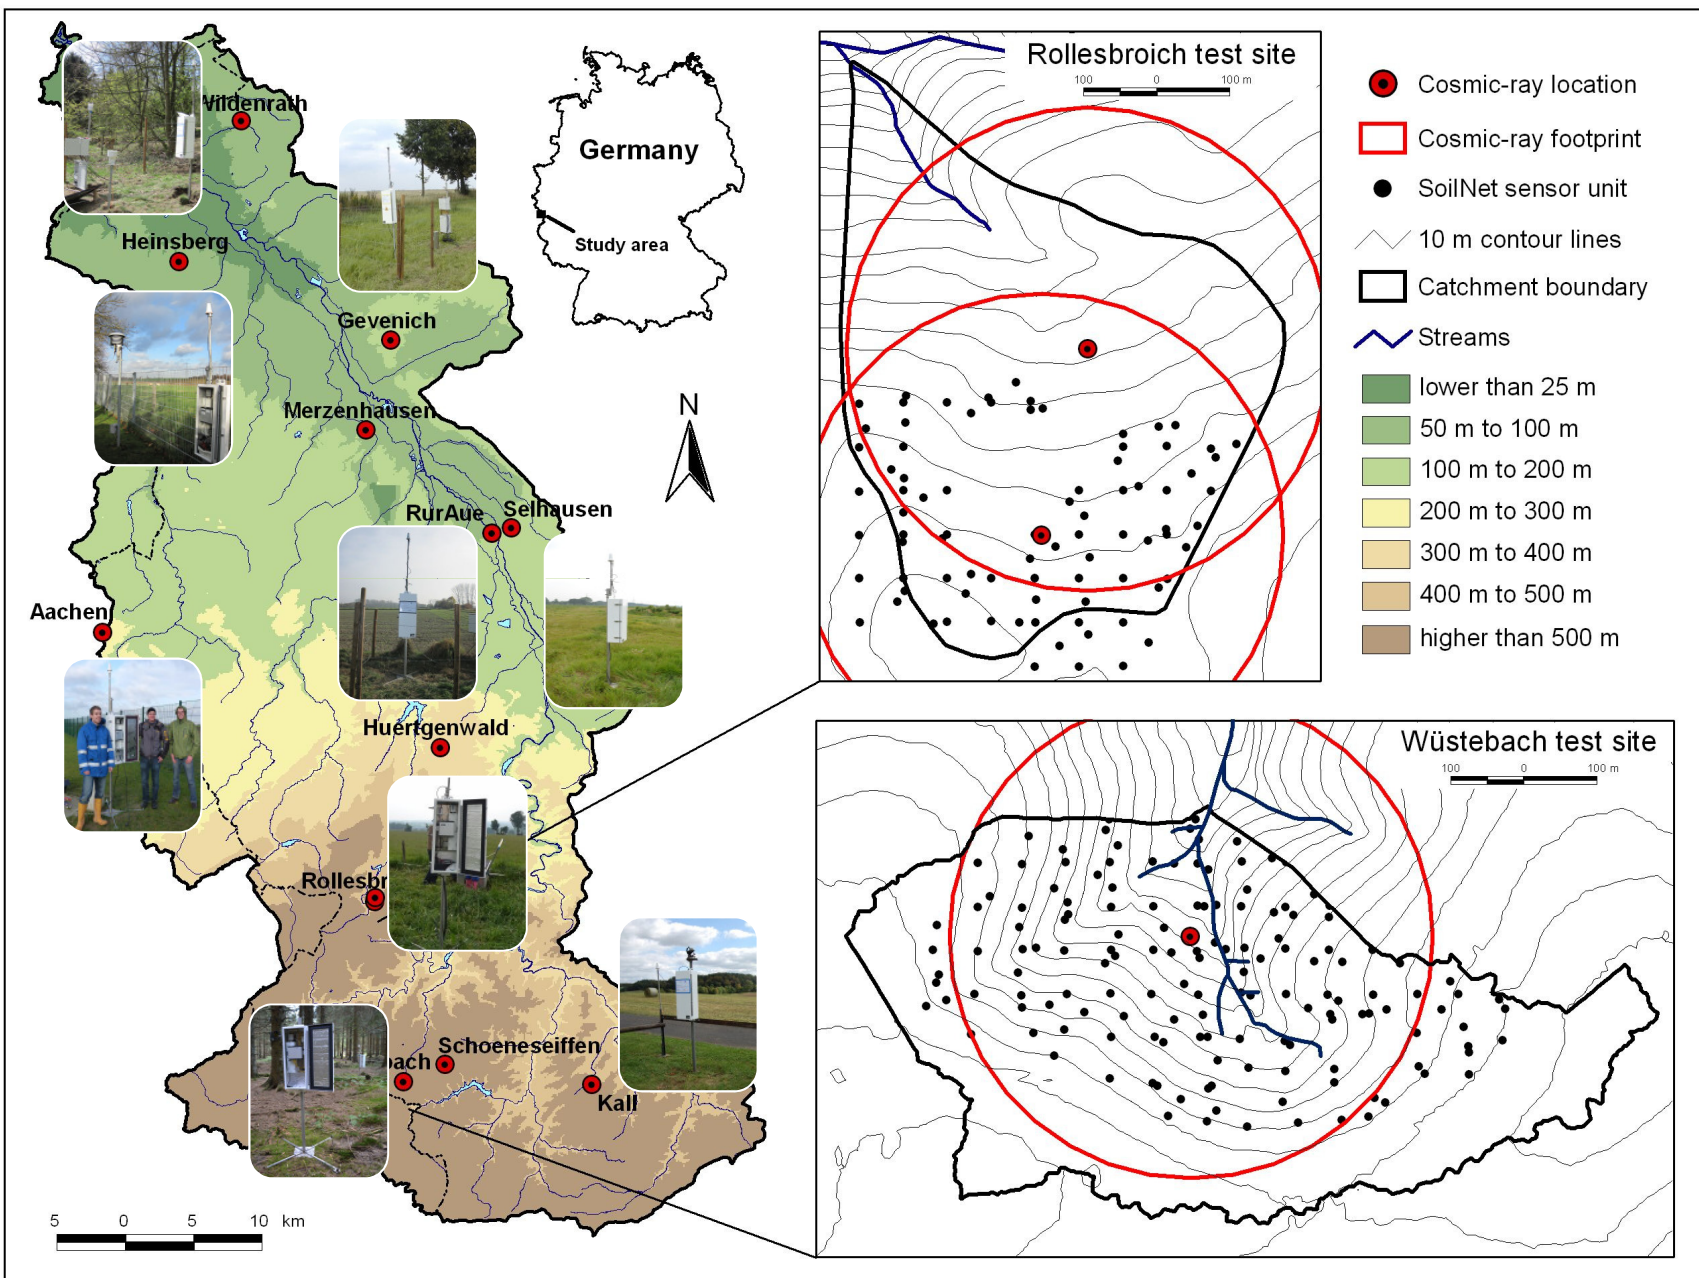 Wildenrath
Heinsberg
Gevenich
Merzenhausen
RurAue
Selhausen
Aachen
Huertgenwald
Rollesbr
Schoeneseiffen
bach
Kall
5 0 5 10 km
Germany
Study area
N
Rollesbroich test site
100 0 100 m
Wüstebach test site
100 0 100 m
Cosmic-ray location
Cosmic-ray footprint
SoilNet sensor unit
10 m contour lines
Catchment boundary
Streams
lower than 25 m
50 m to 100 m
100 m to 200 m
200 m to 300 m
300 m to 400 m
400 m to 500 m
higher than 500 m